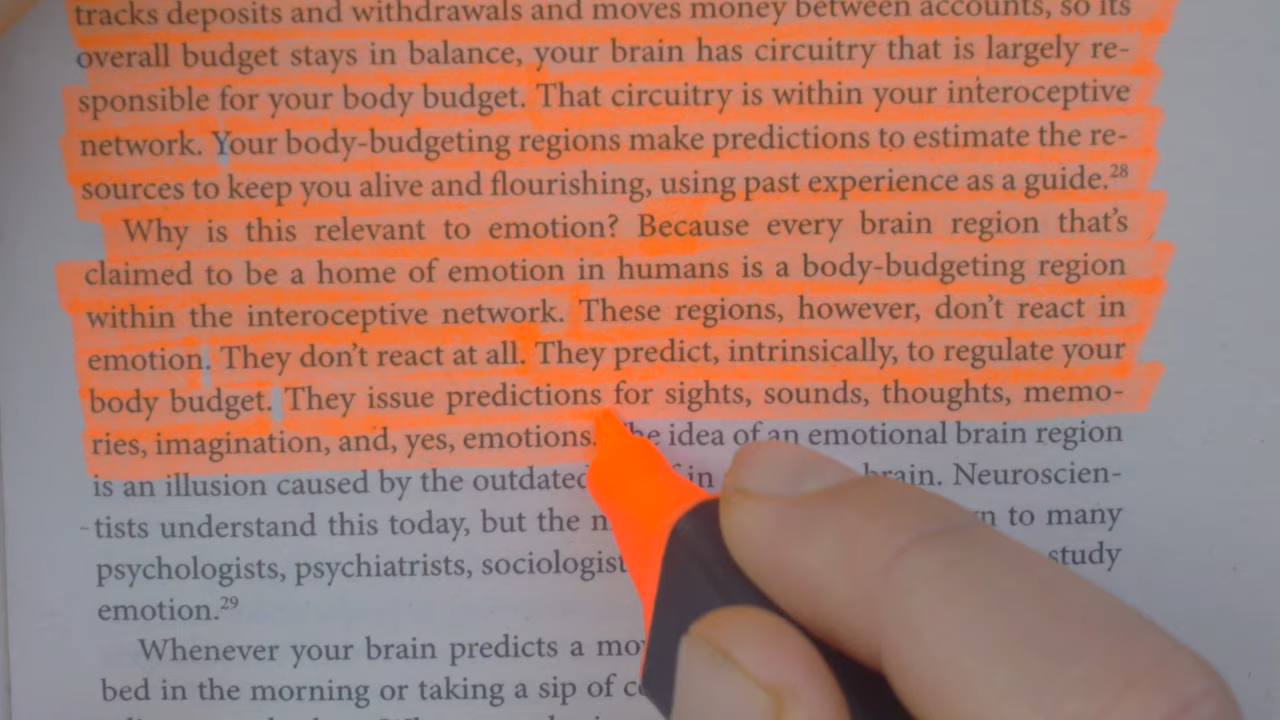 tracks deposits and withdrawals and moves money between accounts, so its
overall budget stays in balance, your brain has circuitry that is largely re-
sponsible for your body budget. That circuitry is within your interoceptive
network. Your body-budgeting regions make predictions to estimate the re-
sources to keep you alive and flourishing, using past experience as a guide.28
Why is this relevant to emotion? Because every brain region that's
claimed to be a home of emotion in humans is a body-budgeting region
within the interoceptive network. These regions, however, don't react in
emotion. They don't react at all. They predict, intrinsically, to regulate your
body budget. They issue predictions for sights, sounds, thoughts, memo-
ries, imagination, and, yes, emotions. idea of an emotional brain region
is an illusion caused by the outdated in brain. Neuroscien-
tists understand this today, but the to many
psychologists, psychiatrists, study
emotion.29
Whenever your brain predicts a
bed in the morning or taking a sip of